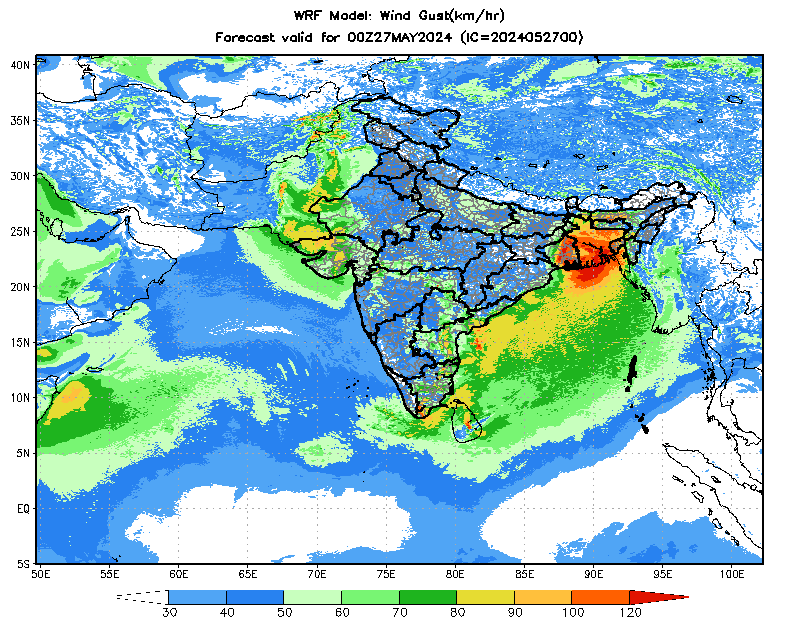 WRF Model: Wind Gust(km/hr)
Forecast valid for 00Z27MAY2024 (IC=2024052700)
40N
35N
30N
25N
20N
15N
10N
5N
EQ
5S
50E 55E 60E 65E 70E 75E 80E 85E 90E 95E 100E
30 40 50 60 70 80 90 100 120